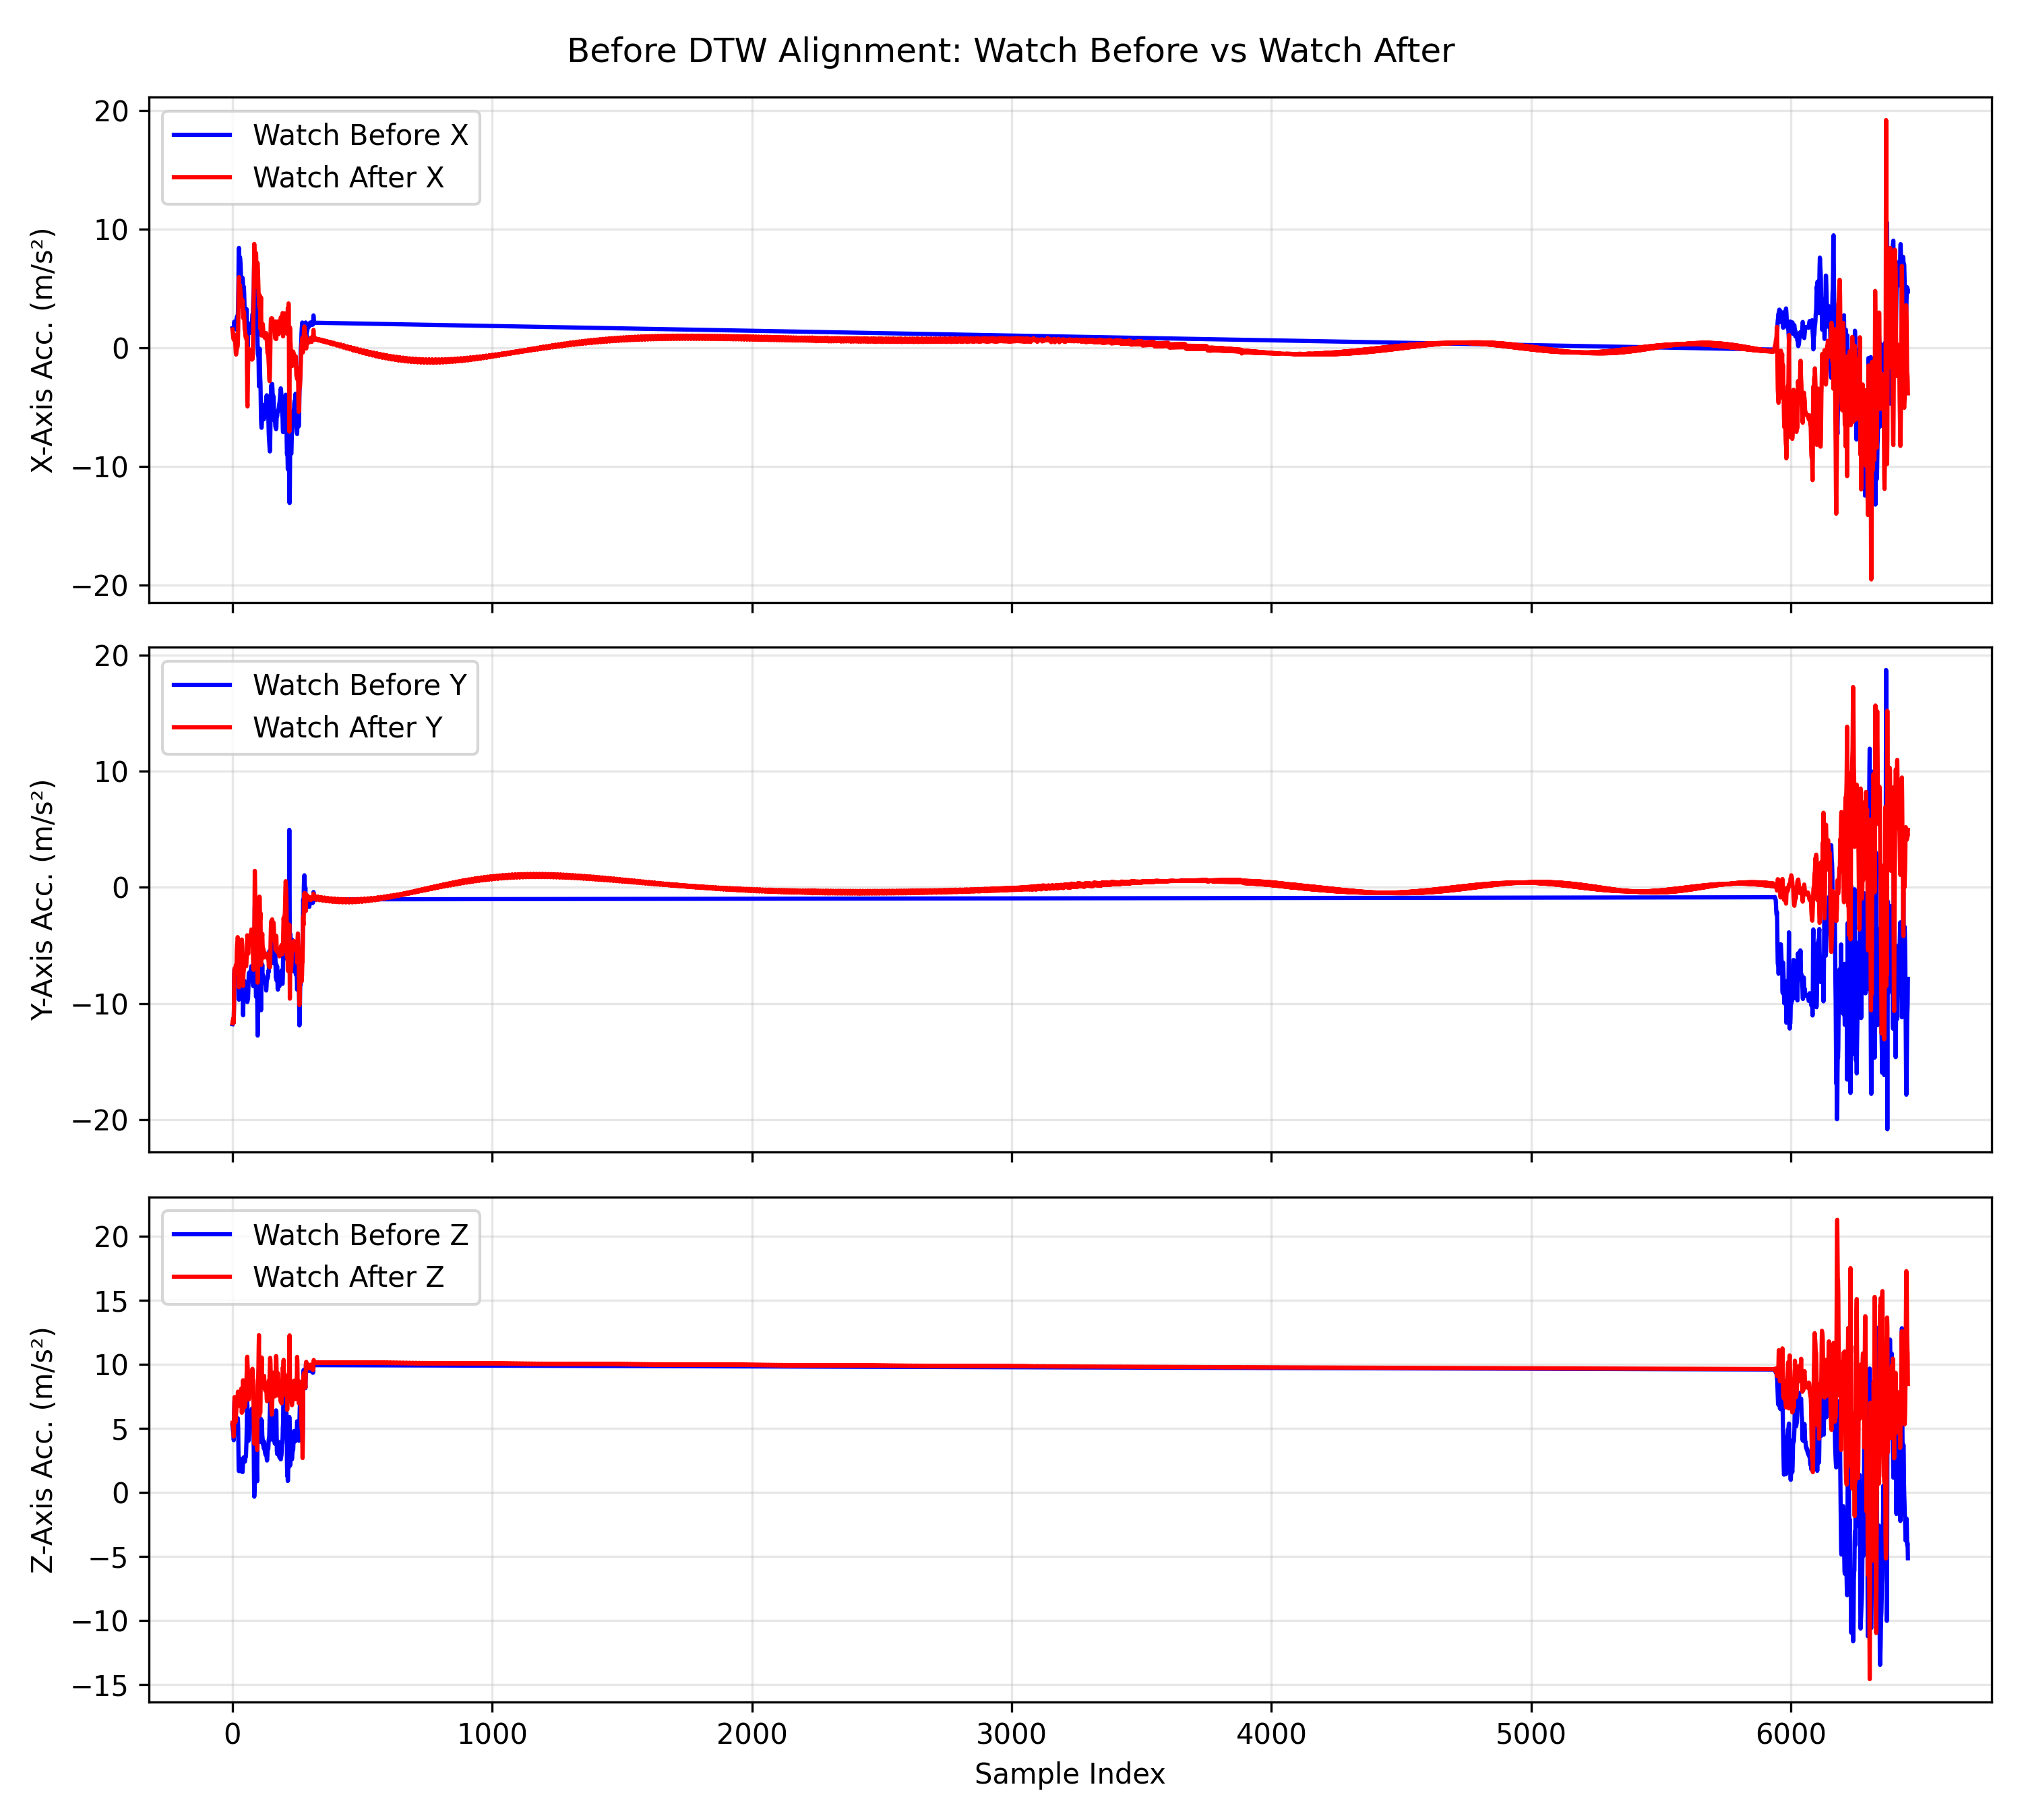 Before DTW Alignment: Watch Before vs Watch After
20
10
0
−10
−20
X-Axis Acc. (m/s²)
Watch Before X
Watch After X
20
10
0
−10
−20
Y-Axis Acc. (m/s²)
Watch Before Y
Watch After Y
20
15
10
5
0
−5
−10
−15
Z-Axis Acc. (m/s²)
Watch Before Z
Watch After Z
0 1000 2000 3000 4000 5000 6000
Sample Index